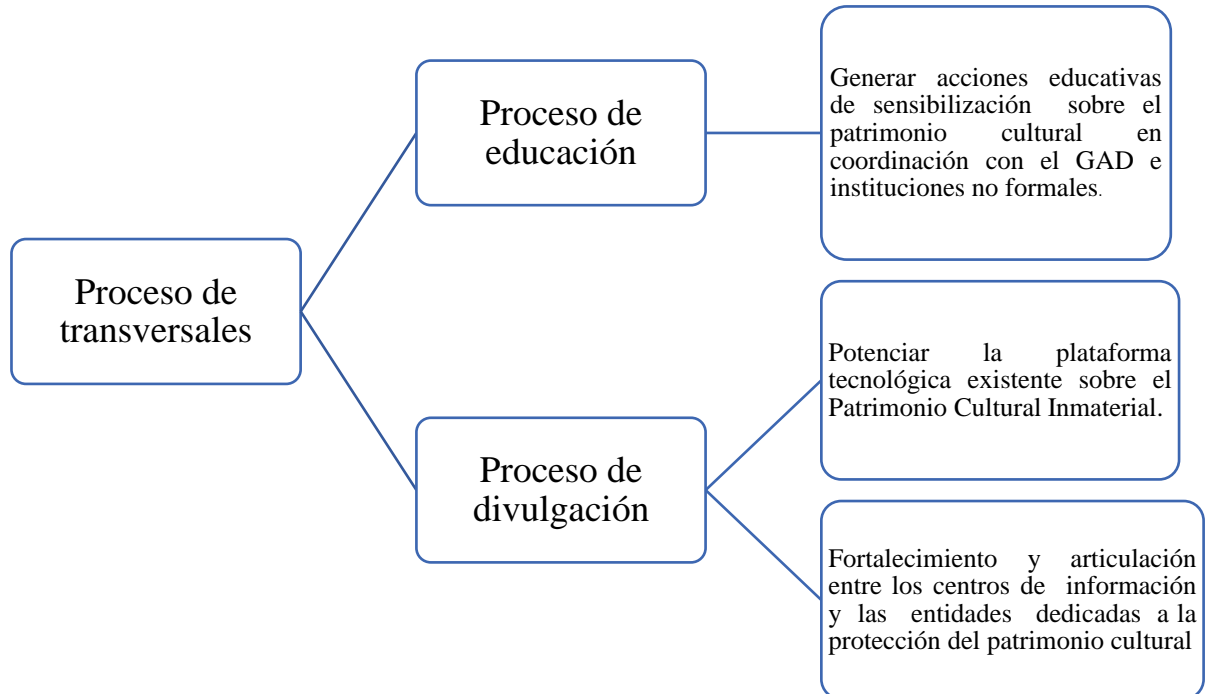 Proceso de
transversales
Proceso de
educación
Generar acciones educativas
de sensibilización sobre el
patrimonio cultural en
coordinación con el GAD e
instituciones no formales.
Proceso de
divulgación
Potenciar la plataforma
tecnológica existente sobre el
Patrimonio Cultural Inmaterial.
Fortalecimiento y articulación
entre los centros de información
y las entidades dedicadas a la
protección del patrimonio cultural